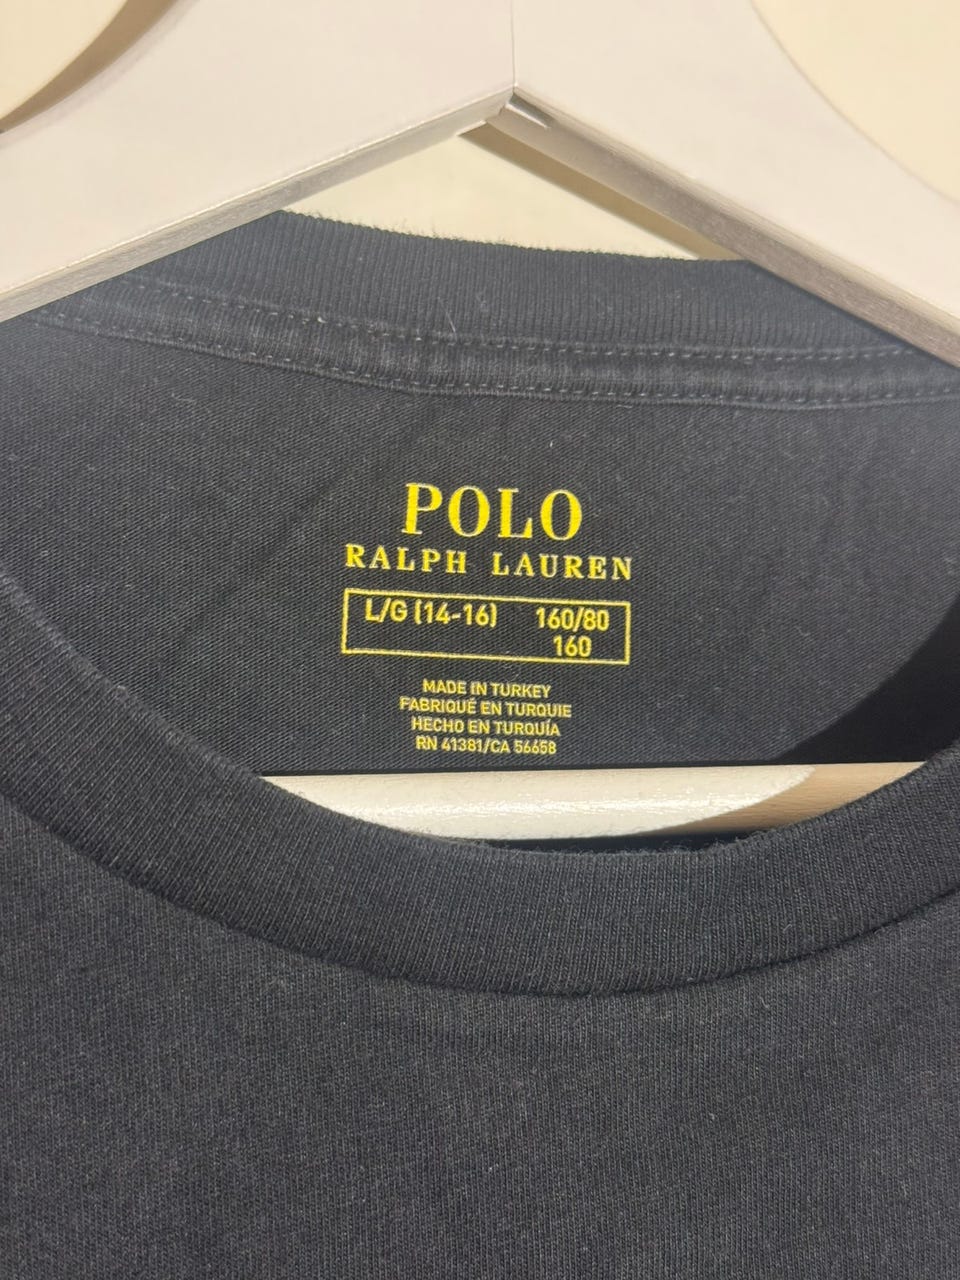 POLO
RALPH LAUREN
L/G (14-16) 160/80
160
MADE IN TURKEY
FABRIQUÉ EN TURQUIE
HECHO EN TURQUÍA
RN 41381/CA 56658